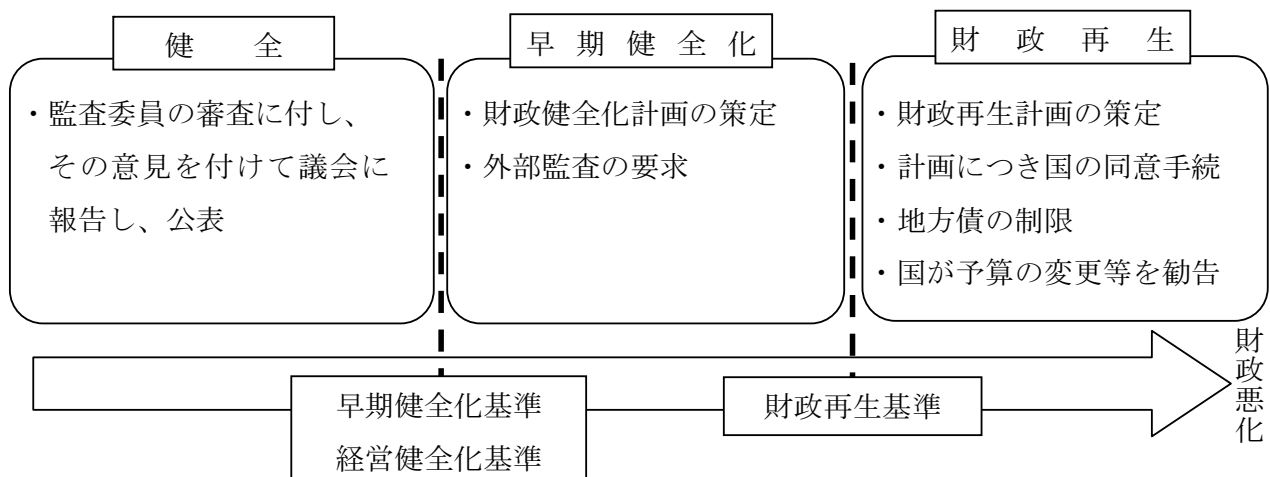 健全
・監査委員の審査に付し、
その意見を付けて議会に
報告し、公表
早期健全化
・財政健全化計画の策定
・外部監査の要求
財政再生
・財政再生計画の策定
・計画につき国の同意手続
・地方債の制限
・国が予算の変更等を勧告
早期健全化基準
経営健全化基準
財政再生基準
財政悪化